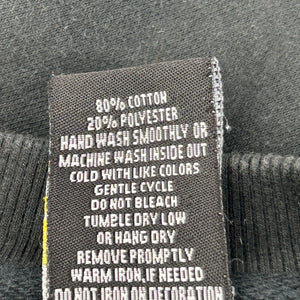 80% COTTON
20% POLYESTER
HAND WASH SMOOTHLY OR
MACHINE WASH INSIDE OUT
COLD WITH LIKE COLORS
GENTLE CYCLE
DO NOT BLEACH
TUMBLE DRY LOW
OR HANG DRY
REMOVE PROMPTLY
WARM IRON, IF NEEDED
DO NOT IRON ON DECORATION